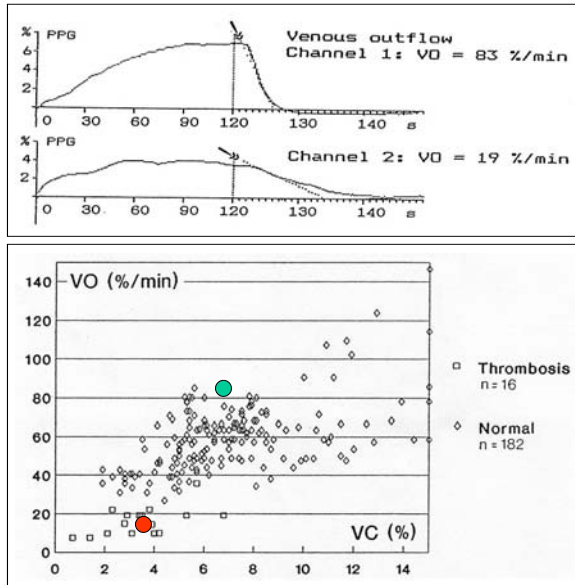 % PPG
6
4
2
Venous outflow
Channel 1: VO = 83 %/min
0 30 60 90 120 130 140 s
% PPG
4
2
Channel 2: VO = 19 %/min
0 30 60 90 120 130 140 s
140
120
100
80
60
40
20
0
VO (%/min)
VC (%)
0 2 4 6 8 10 12 14
Thrombosis
n = 16
Normal
n = 182